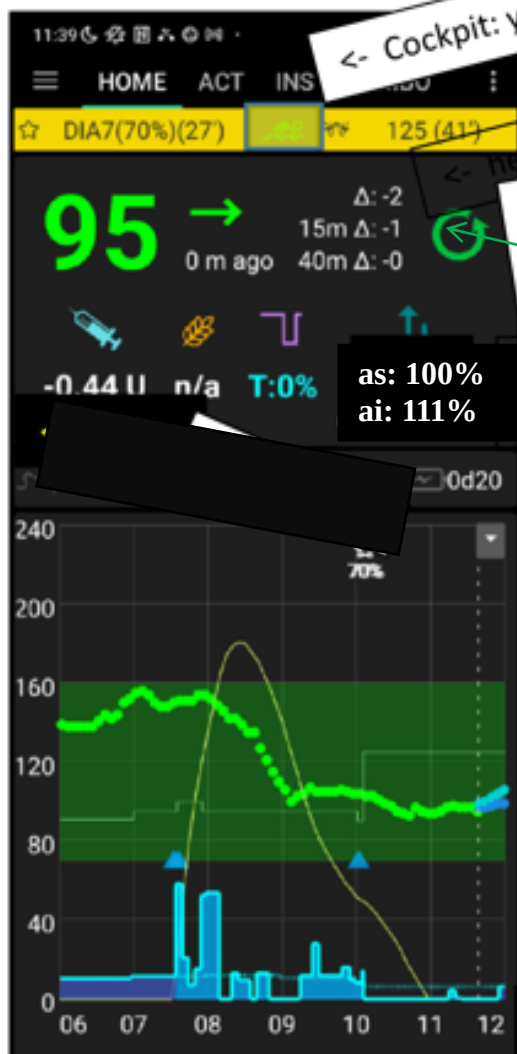 11:39
<- Cockpit: y
HOME ACT INS
DIA7(70%)(27') 125 (41')
<- he
95
Δ: -2
15m Δ: -1
0 m ago 40m Δ: -0
-0.44 U n/a T:0%
as: 100%
ai: 111%
0d20
240
70%
200
160
120
80
40
0
06 07 08 09 10 11 12